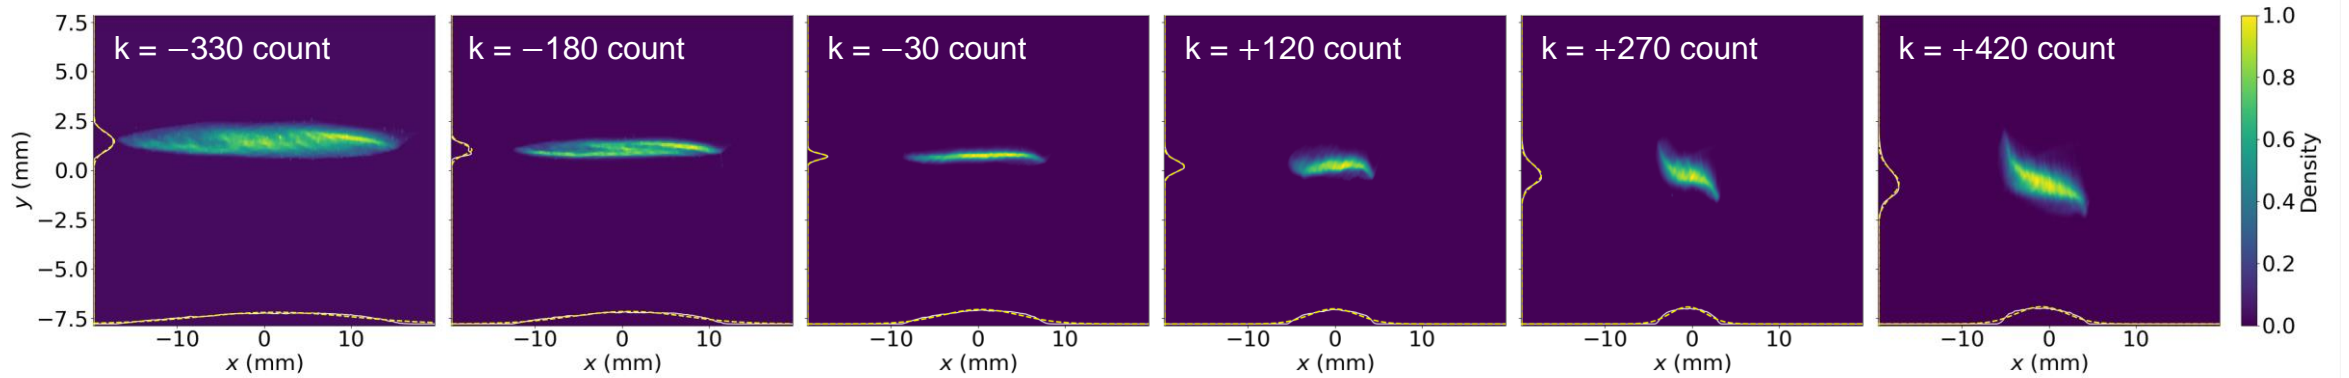 k = −330 count
k = −180 count
k = −30 count
k = +120 count
k = +270 count
k = +420 count
7.5
5.0
2.5
0.0
−2.5
−5.0
−7.5
y (mm)
−10 0 10
−10 0 10
−10 0 10
−10 0 10
−10 0 10
−10 0 10
x (mm)
x (mm)
x (mm)
x (mm)
x (mm)
x (mm)
1.0
0.8
0.6
0.4
0.2
0.0
Density